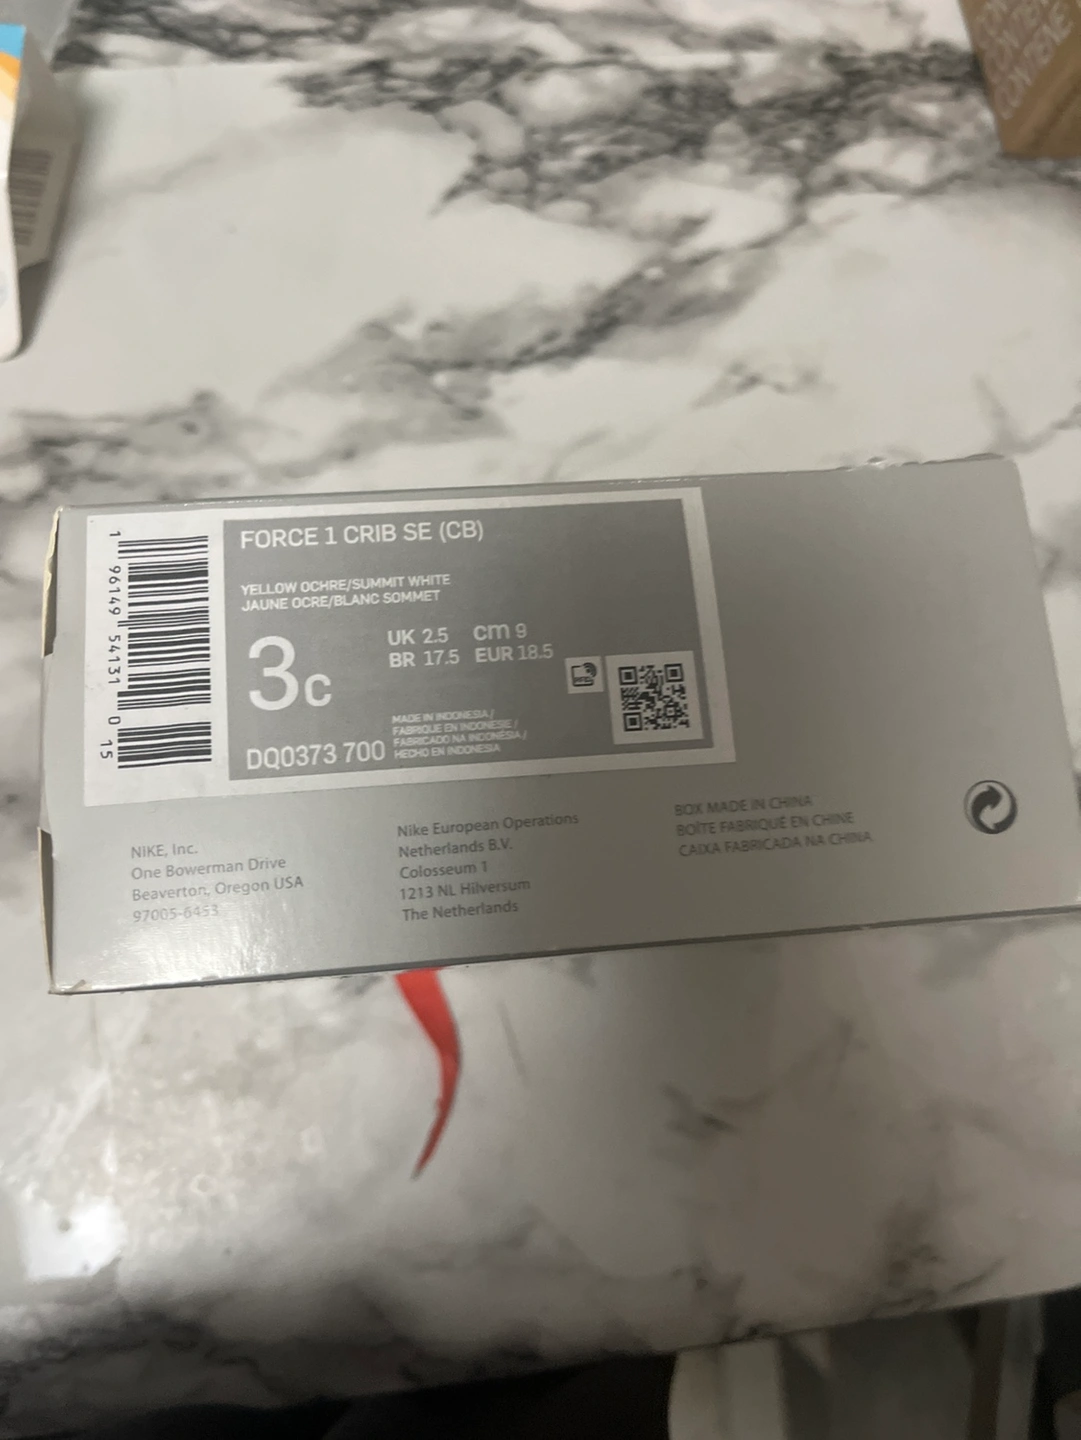 CONTIENE
FORCE 1 CRIB SE (CB)
YELLOW OCHRE/SUMMIT WHITE
JAUNE OCRE/BLANC SOMMET
3C
UK 2.5 cm 9
BR 17.5 EUR 18.5
DQ0373 700
MADE IN INDONESIA /
FABRIQUE EN INDONESIE /
FABRICADO NA INDONESIA /
HECHO EN INDONESIA
1 96149 54131 0 15
NIKE, Inc.
One Bowerman Drive
Beaverton, Oregon USA
97005-6453
Nike European Operations
Netherlands B.V.
Colosseum 1
1213 NL Hilversum
The Netherlands
BOX MADE IN CHINA
BOÎTE FABRIQUÉ EN CHINE
CAIXA FABRICADA NA CHINA